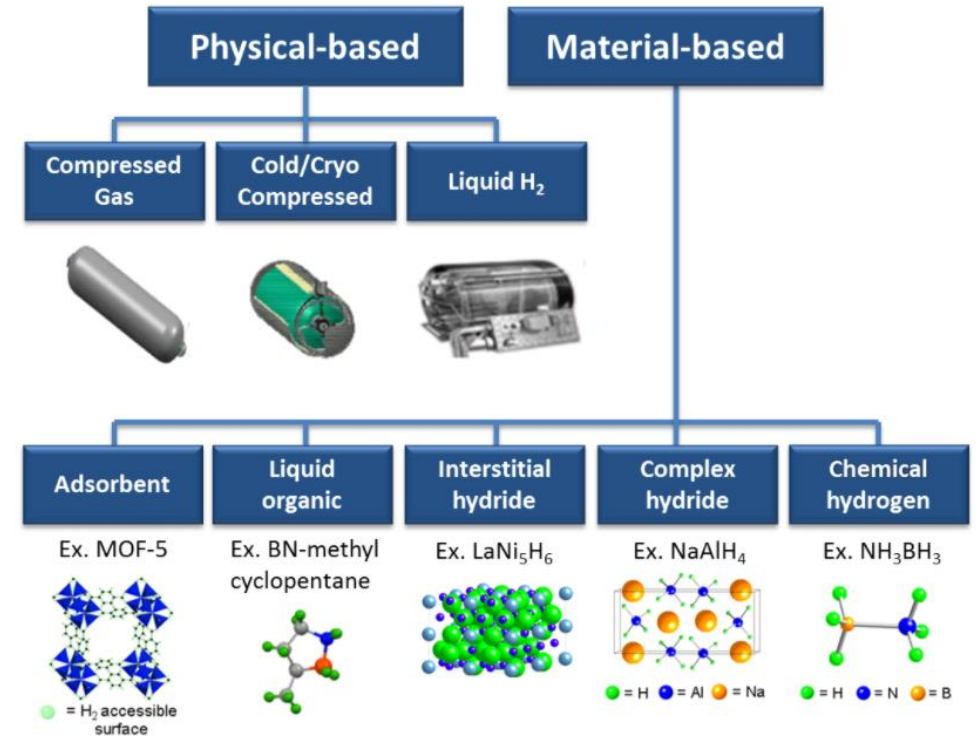 Physical-based
Material-based
Compressed
Gas
Cold/Cryo
Compressed
Liquid H₂
Adsorbent
Liquid
organic
Interstitial
hydride
Complex
hydride
Chemical
hydrogen
Ex. MOF-5
Ex. BN-methyl
cyclopentane
Ex. LaNi₅H₆
Ex. NaAlH₄
Ex. NH₃BH₃
= H₂ accessible
surface
= H = Al = Na
= H = N = B